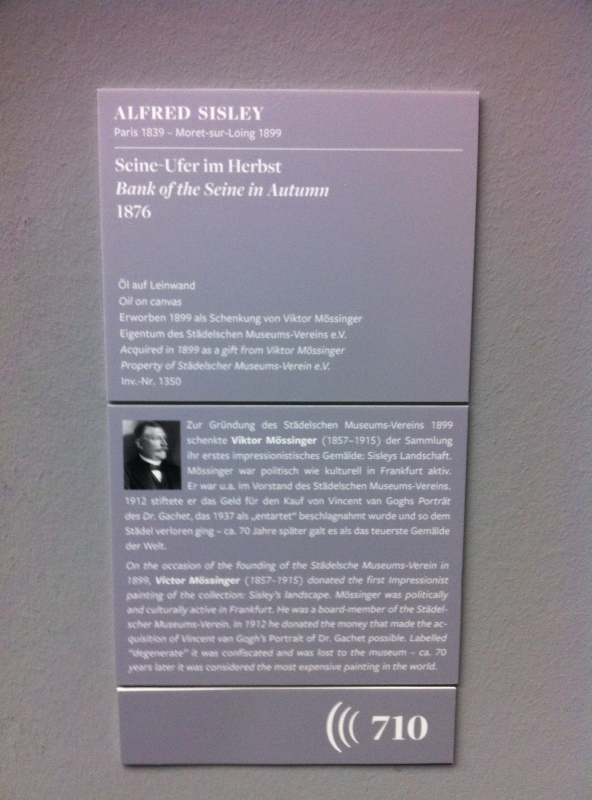 ALFRED SISLEY
Paris 1839 – Moret-sur-Loing 1899
Seine-Ufer im Herbst
Bank of the Seine in Autumn
1876
Öl auf Leinwand
Oil on canvas
Erworben 1899 als Schenkung von Viktor Mössinger
Eigentum des Städelschen Museums-Vereins e.V.
Acquired in 1899 as a gift from Viktor Mössinger
Property of Städelscher Museums-Verein e.V.
Inv.-Nr. 1350
Zur Gründung des Städelschen Museums-Vereins 1899
schenkte Viktor Mössinger (1857–1915) der Sammlung
ihr erstes impressionistisches Gemälde: Sisleys Landschaft.
Mössinger war politisch wie kulturell in Frankfurt aktiv.
Er war u.a. im Vorstand des Städelschen Museums-Vereins.
1912 stiftete er das Geld für den Kauf von Vincent van Goghs Porträt
des Dr. Gachet, das 1937 als „entartet“ beschlagnahmt wurde und so dem
Städel verloren ging – ca. 70 Jahre später galt es als das teuerste Gemälde
der Welt.
On the occasion of the founding of the Städelsche Museums-Verein in
1899, Victor Mössinger (1857–1915) donated the first Impressionist
painting of the collection: Sisley's landscape. Mössinger was politically
and culturally active in Frankfurt. He was a board-member of the Städel-
scher Museums-Verein. In 1912 he donated the money that made the ac-
quisition of Vincent van Gogh's Portrait of Dr. Gachet possible. Labelled
"degenerate" it was confiscated and was lost to the museum – ca. 70
years later it was considered the most expensive painting in the world.
710